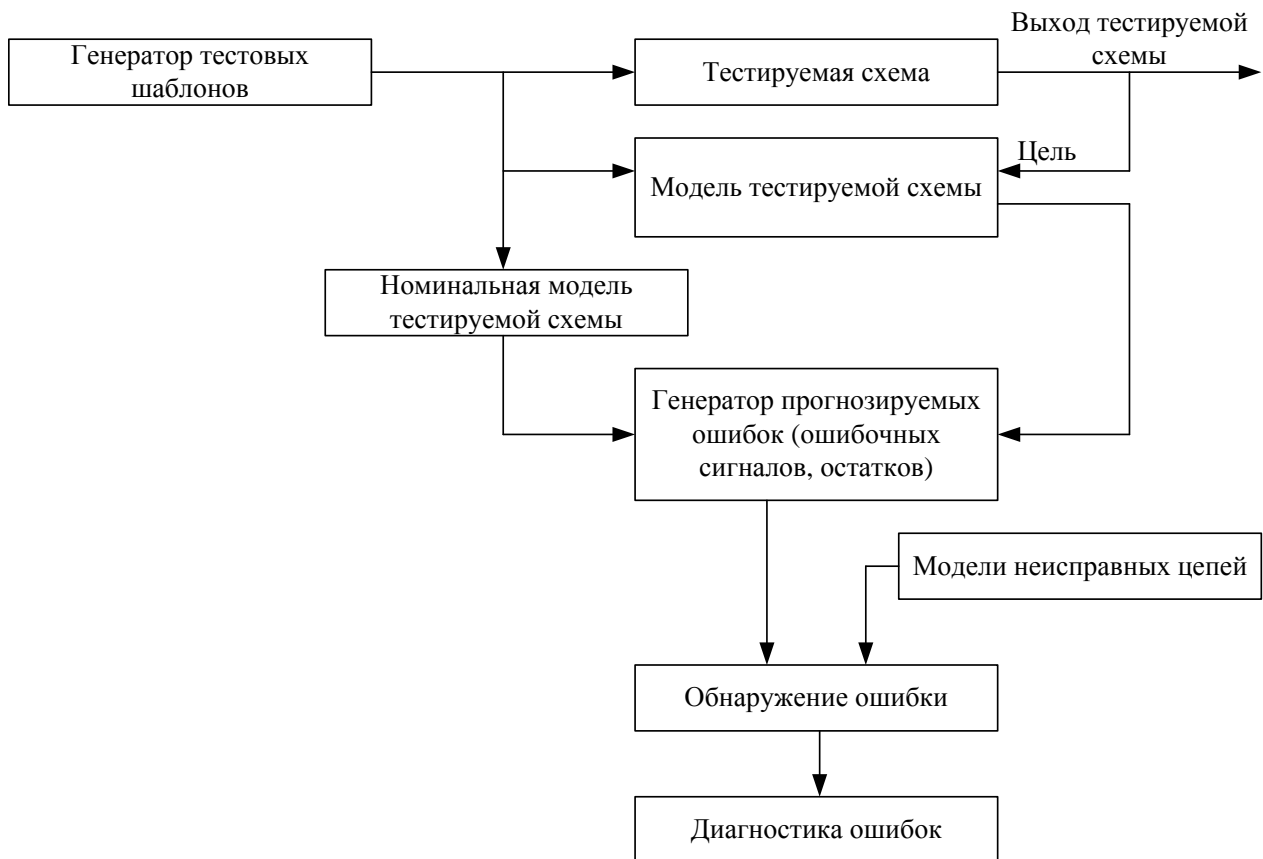 Выход тестируемой
схемы
Генератор тестовых
шаблонов
Тестируемая схема
Цель
Модель тестируемой схемы
Номинальная модель
тестируемой схемы
Генератор прогнозируемых
ошибок (ошибочных
сигналов, остатков)
Модели неисправных цепей
Обнаружение ошибки
Диагностика ошибок